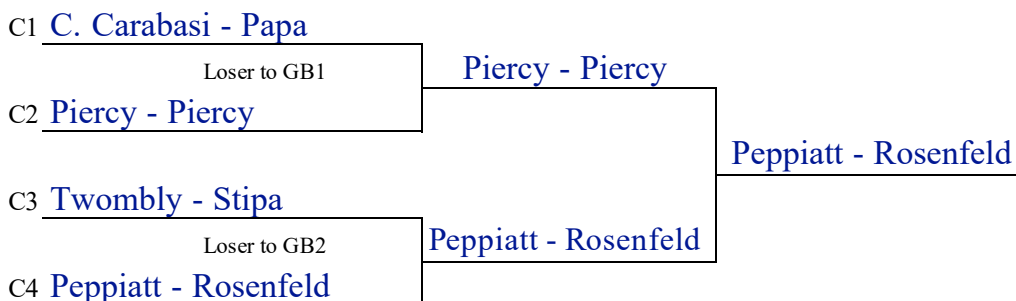 C1 C. Carabasi - Papa
Loser to GB1
Piercy - Piercy
C2 Piercy - Piercy
Peppiatt - Rosenfeld
C3 Twombly - Stipa
Loser to GB2
Peppiatt - Rosenfeld
C4 Peppiatt - Rosenfeld